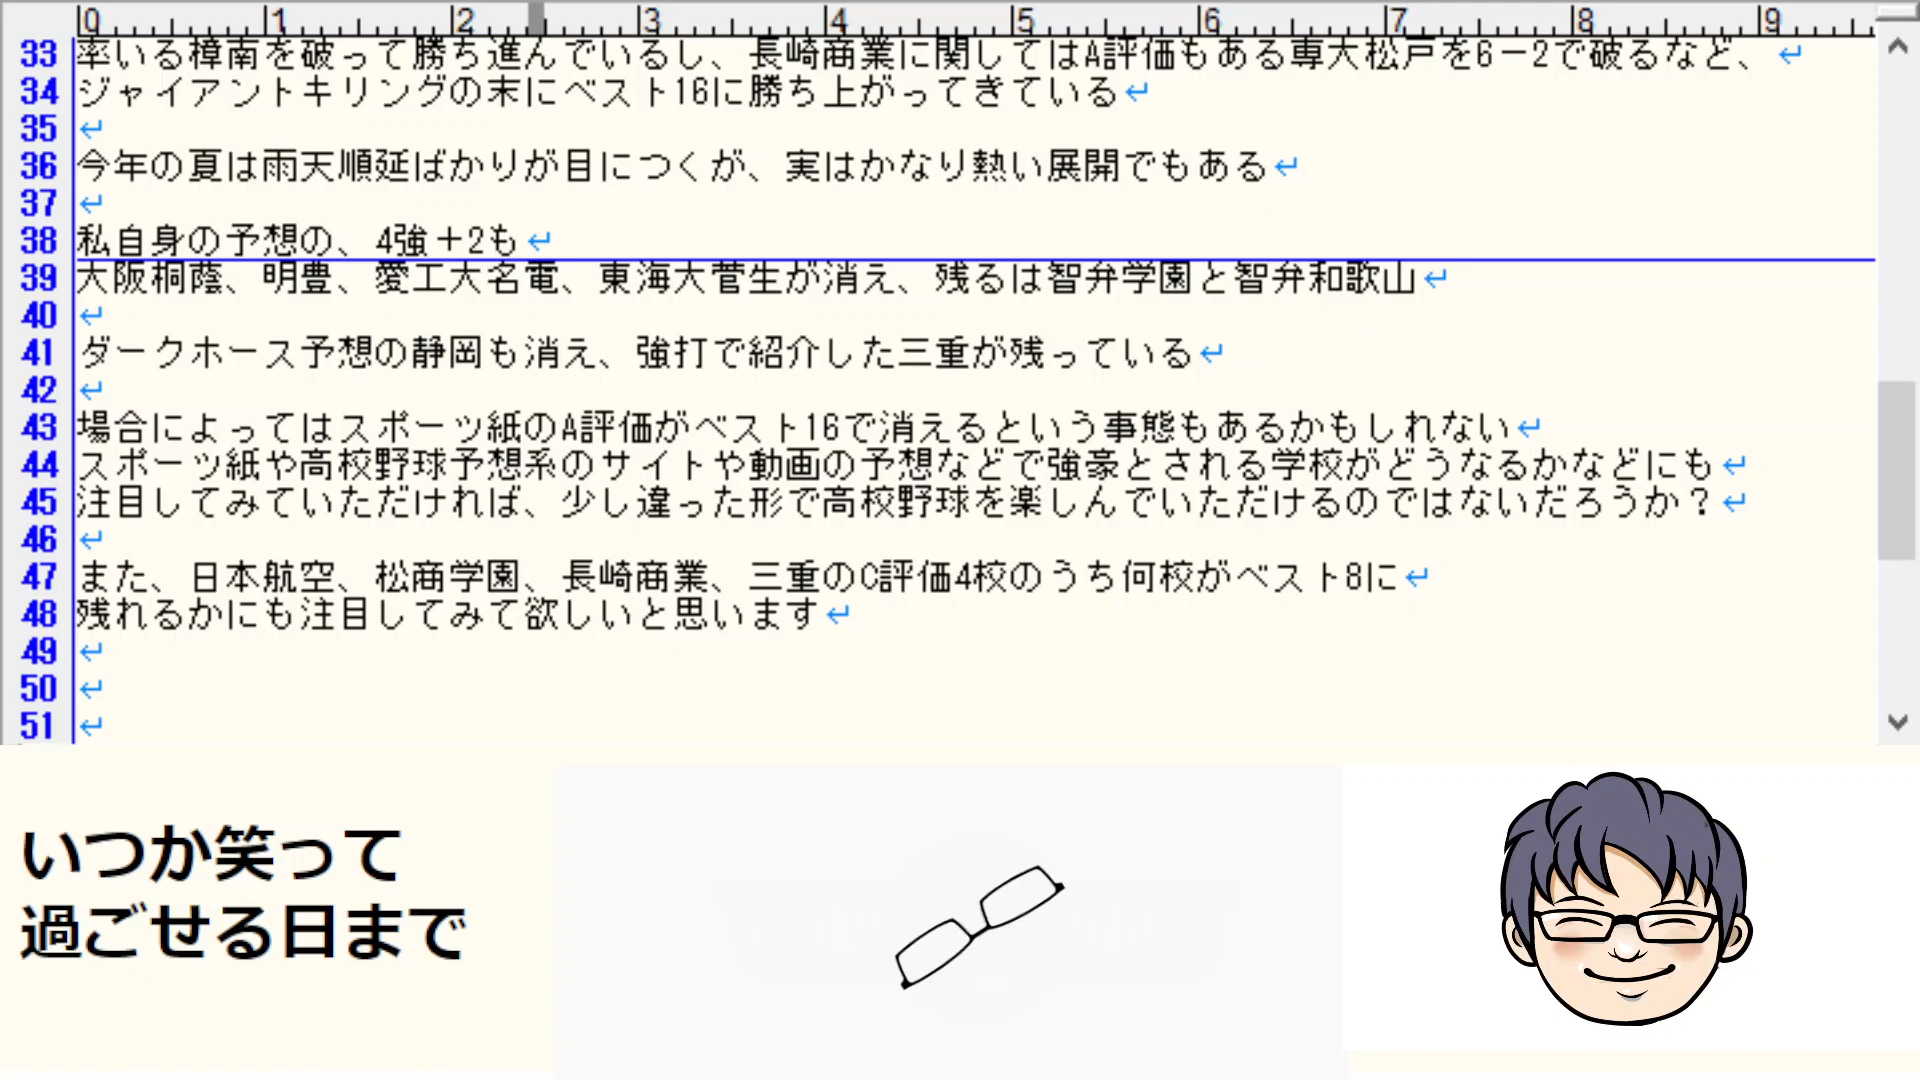 0 1 2 3 4 5 6 7 8 9
33 率いる樟南を破って勝ち進んでいるし、長崎商業に関してはA評価もある専大松戸を6－2で破るなど、
34 ジャイアントキリングの末にベスト16に勝ち上がってきている
35
36 今年の夏は雨天順延ばかりが目につくが、実はかなり熱い展開でもある
37
38 私自身の予想の、4強＋2も
39 大阪桐蔭、明豊、愛工大名電、東海大菅生が消え、残るは智弁学園と智弁和歌山
40
41 ダークホース予想の静岡も消え、強打で紹介した三重が残っている
42
43 場合によってはスポーツ紙のA評価がベスト16で消えるという事態もあるかもしれない
44 スポーツ紙や高校野球予想系のサイトや動画の予想などで強豪とされる学校がどうなるかなどにも
45 注目してみていただければ、少し違った形で高校野球を楽しんでいただけるのではないだろうか？
46
47 また、日本航空、松商学園、長崎商業、三重のC評価4校のうち何校がベスト8に
48 残れるかにも注目してみて欲しいと思います
49
50
51
いつか笑って
過ごせる日まで